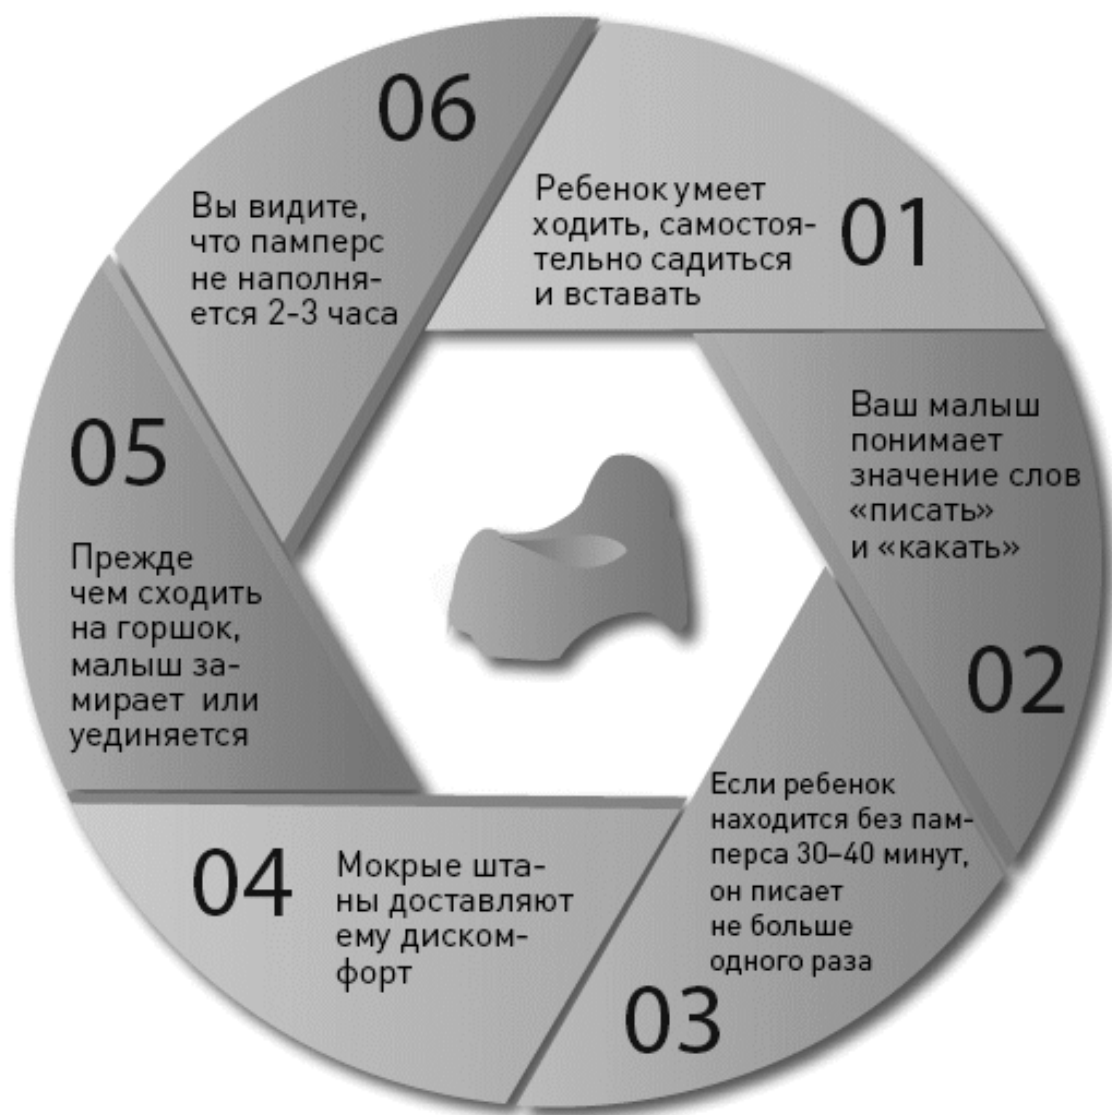 01
Ребенок умеет
ходить, самостоя-
тельно садиться
и вставать
Ваш малыш
понимает
значение слов
«писать»
и «какать»
02
Если ребенок
находится без пам-
перса 30–40 минут,
он писает
не больше
одного раза
03
04
Мокрые шта-
ны доставляют
ему диском-
форт
05
Прежде
чем сходить
на горшок,
малыш за-
мирает или
уединяется
06
Вы видите,
что памперс
не наполня-
ется 2-3 часа